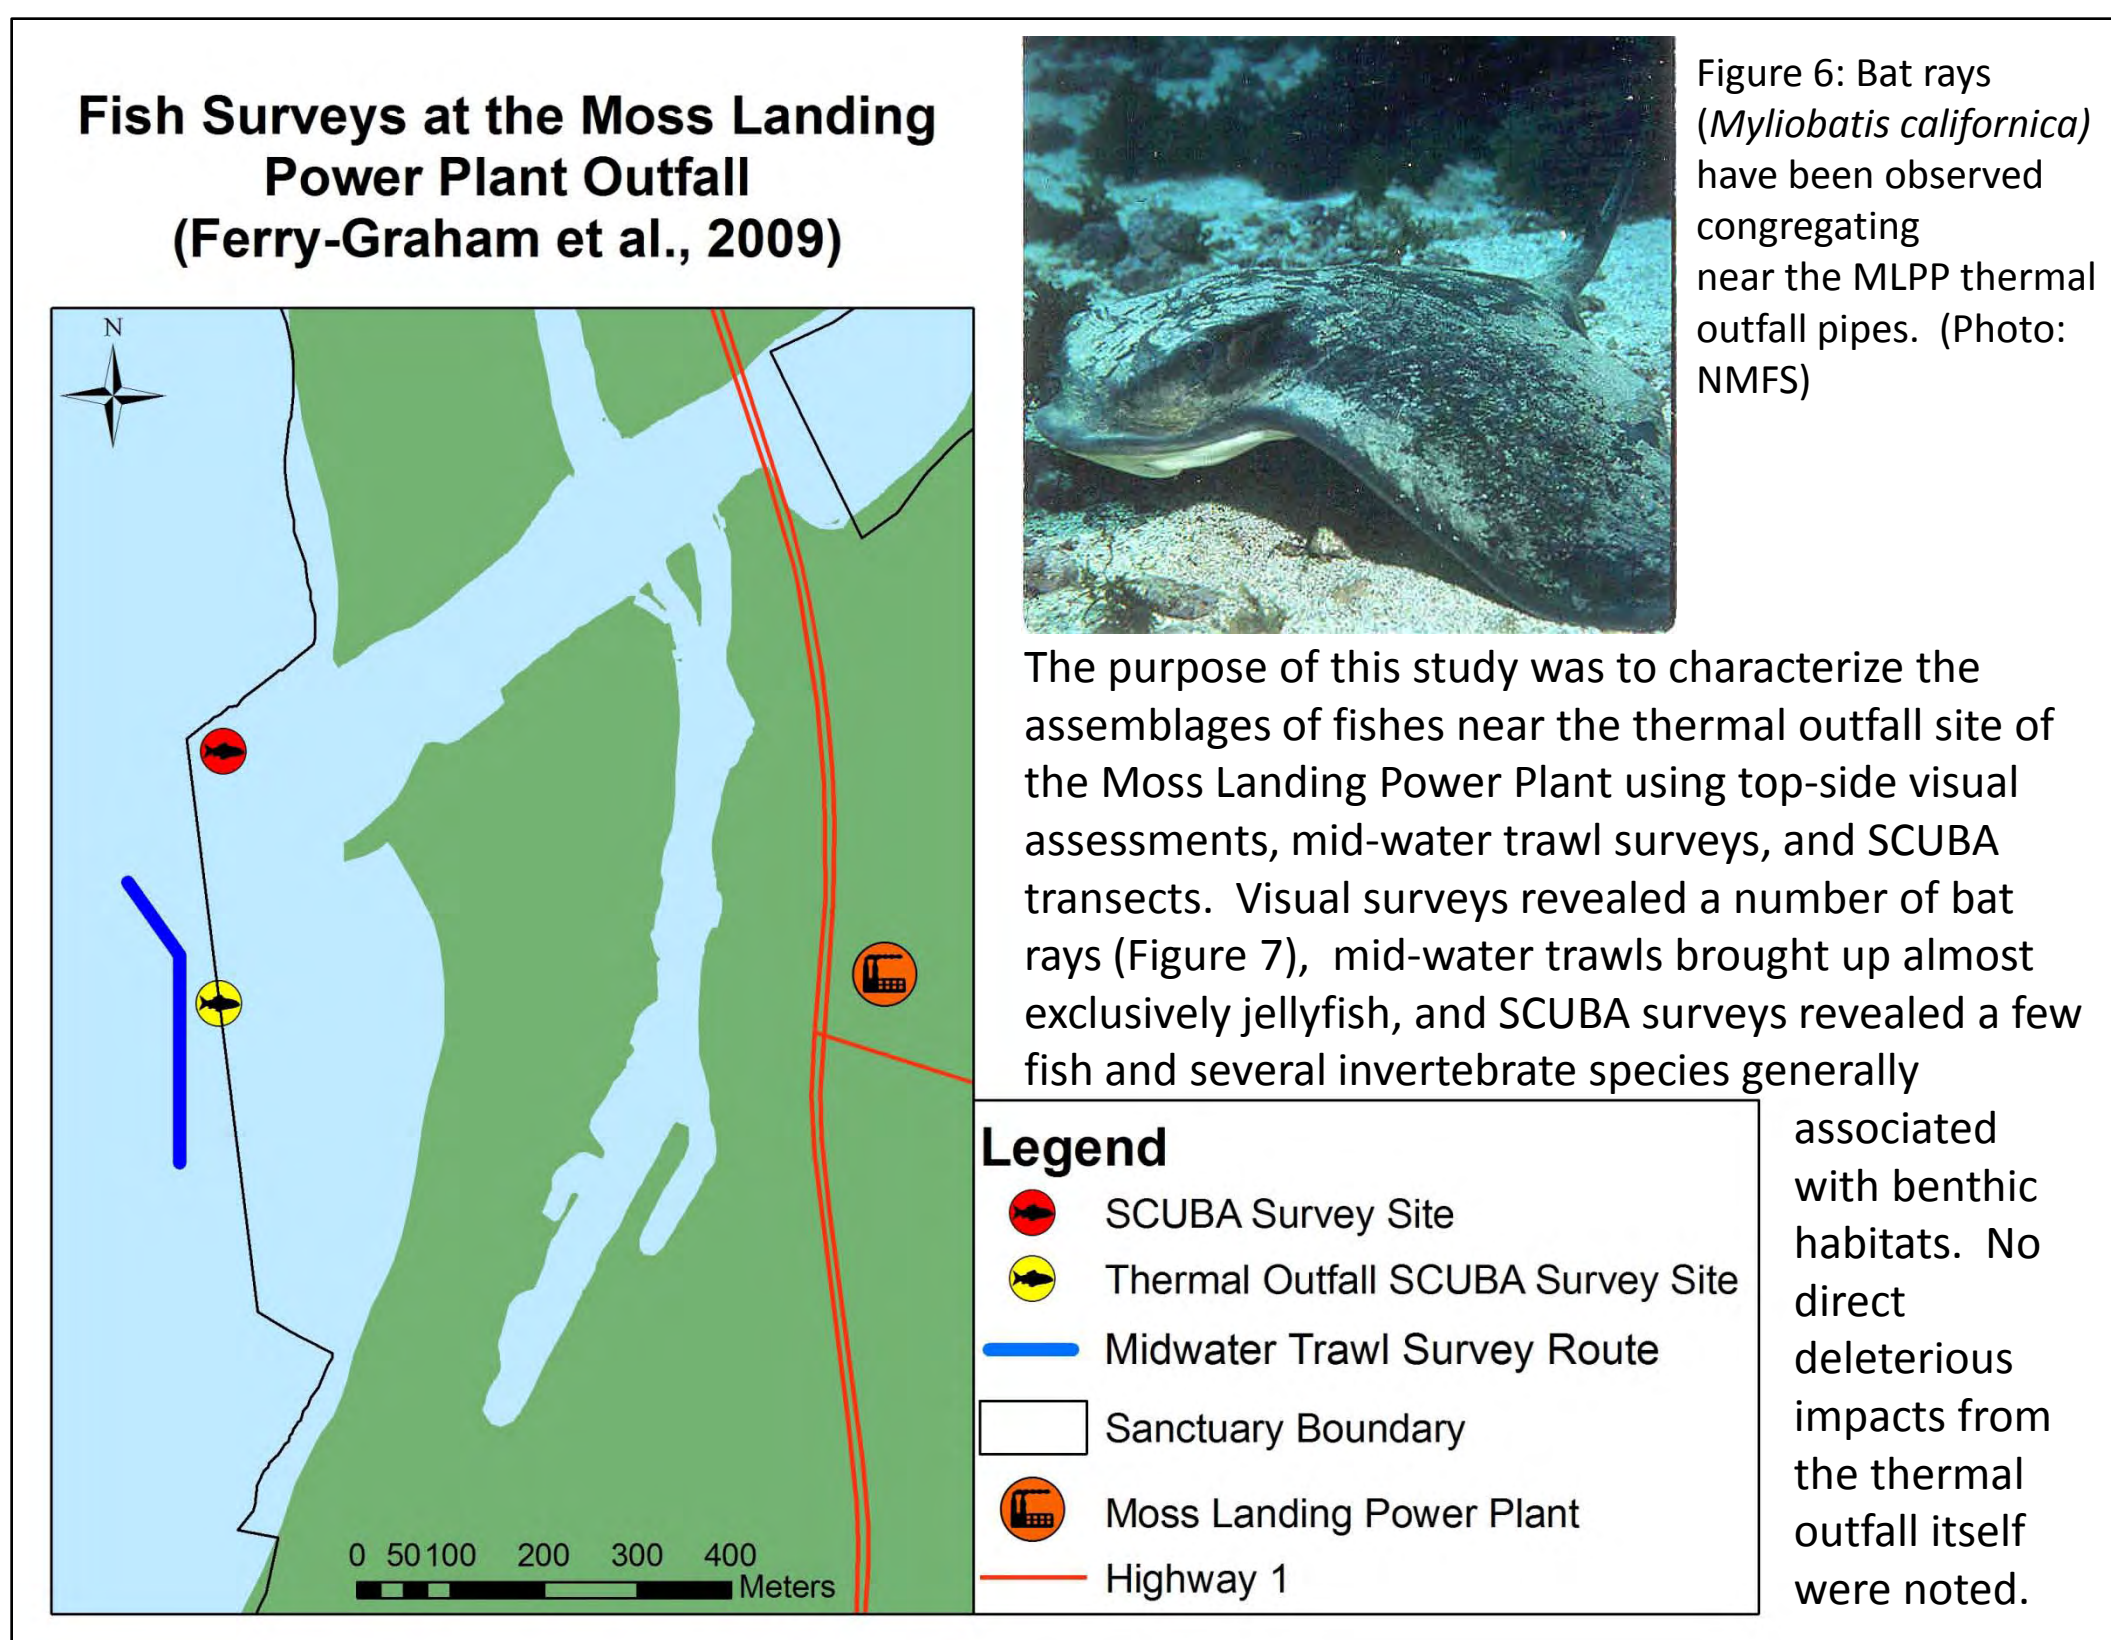 Fish Surveys at the Moss Landing
Power Plant Outfall
(Ferry-Graham et al., 2009)
N
0 50 100 200 300 400
Meters
Figure 6: Bat rays
(Myliobatis californica)
have been observed
congregating
near the MLPP thermal
outfall pipes. (Photo:
NMFS)
The purpose of this study was to characterize the
assemblages of fishes near the thermal outfall site of
the Moss Landing Power Plant using top-side visual
assessments, mid-water trawl surveys, and SCUBA
transects. Visual surveys revealed a number of bat
rays (Figure 7), mid-water trawls brought up almost
exclusively jellyfish, and SCUBA surveys revealed a few
fish and several invertebrate species generally
associated
with benthic
habitats. No
direct
deleterious
impacts from
the thermal
outfall itself
were noted.
Legend
SCUBA Survey Site
Thermal Outfall SCUBA Survey Site
Midwater Trawl Survey Route
Sanctuary Boundary
Moss Landing Power Plant
Highway 1